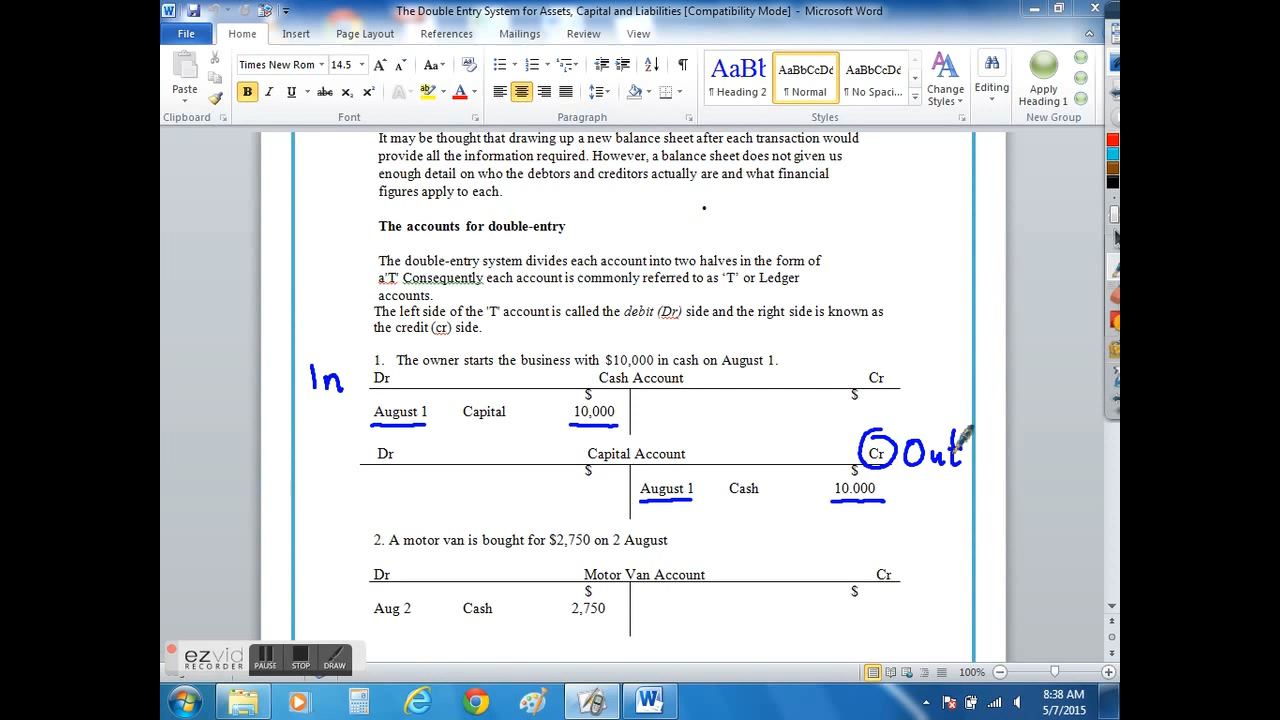 The Double Entry System for Assets, Capital and Liabilities [Compatibility Mode] - Microsoft Word
File Home Insert Page Layout References Mailings Review View
Times New Rom 14.5 A A Aa
Paste
B I U abc x₂ x² A ab A
AaBb AaBbCcDd AaBbCcDd
¶ Heading 2 ¶ Normal ¶ No Spaci...
Change Styles Editing Apply Heading 1
Clipboard Font Paragraph Styles New Group
It may be thought that drawing up a new balance sheet after each transaction would
provide all the information required. However, a balance sheet does not given us
enough detail on who the debtors and creditors actually are and what financial
figures apply to each.
The accounts for double-entry
The double-entry system divides each account into two halves in the form of
a'T' Consequently each account is commonly referred to as ‘T’ or Ledger
accounts.
The left side of the 'T' account is called the debit (Dr) side and the right side is known as
the credit (cr) side.
1. The owner starts the business with $10,000 in cash on August 1.
In Dr Cash Account Cr
$ $
August 1 Capital 10,000
Dr Capital Account Cr Out
$ $
August 1 Cash 10.000
2. A motor van is bought for $2,750 on 2 August
Dr Motor Van Account Cr
$ $
Aug 2 Cash 2,750
ezvid RECORDER PAUSE STOP DRAW
100%
8:38 AM
5/7/2015